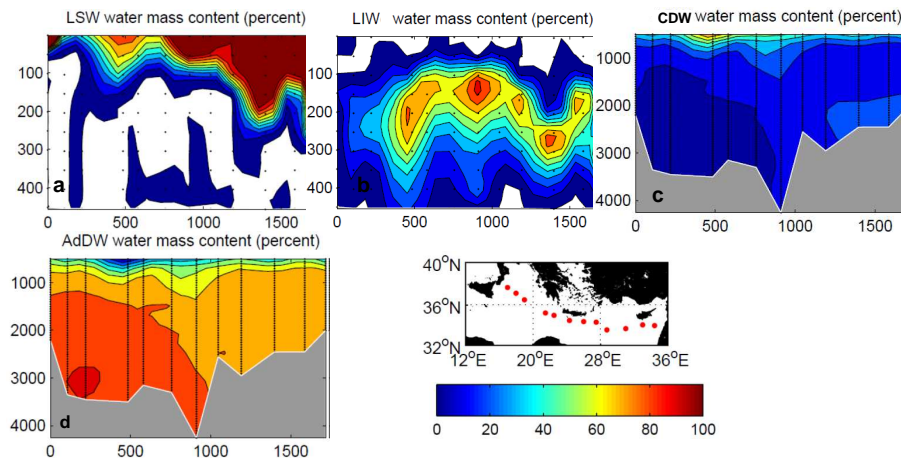 LSW water mass content (percent)
LIW water mass content (percent)
CDW water mass content (percent)
100
200
300
400
a
0
500
1000
1500
100
200
300
400
b
0
500
1000
1500
1000
2000
3000
4000
c
0
500
1000
1500
AdDW water mass content (percent)
1000
2000
3000
4000
d
0
500
1000
1500
40°N
36°N
32°N
12°E
20°E
28°E
36°E
0
20
40
60
80
100